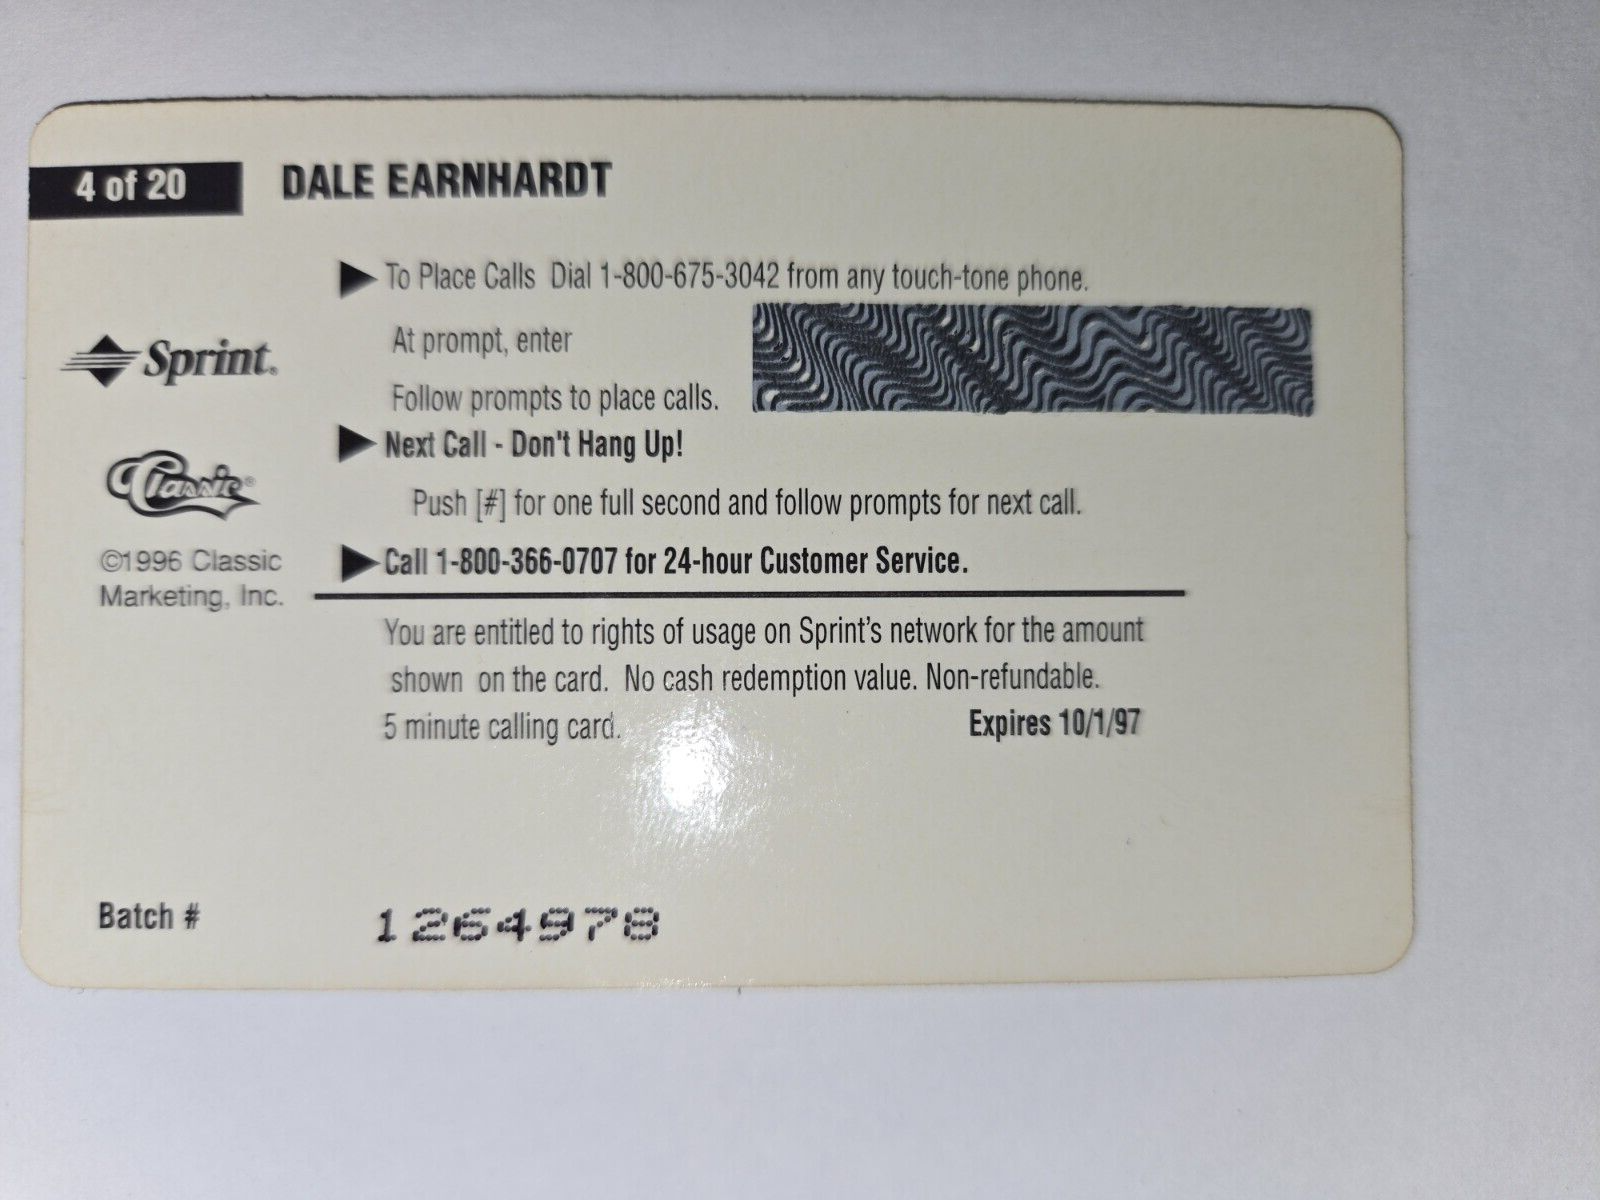 4 of 20 DALE EARNHARDT
To Place Calls Dial 1-800-675-3042 from any touch-tone phone.
At prompt, enter
Follow prompts to place calls.
Sprint®
Next Call - Don't Hang Up!
Push [#] for one full second and follow prompts for next call.
Classic®
©1996 Classic
Marketing, Inc.
Call 1-800-366-0707 for 24-hour Customer Service.
You are entitled to rights of usage on Sprint's network for the amount
shown on the card. No cash redemption value. Non-refundable.
5 minute calling card. Expires 10/1/97
Batch # 1264978